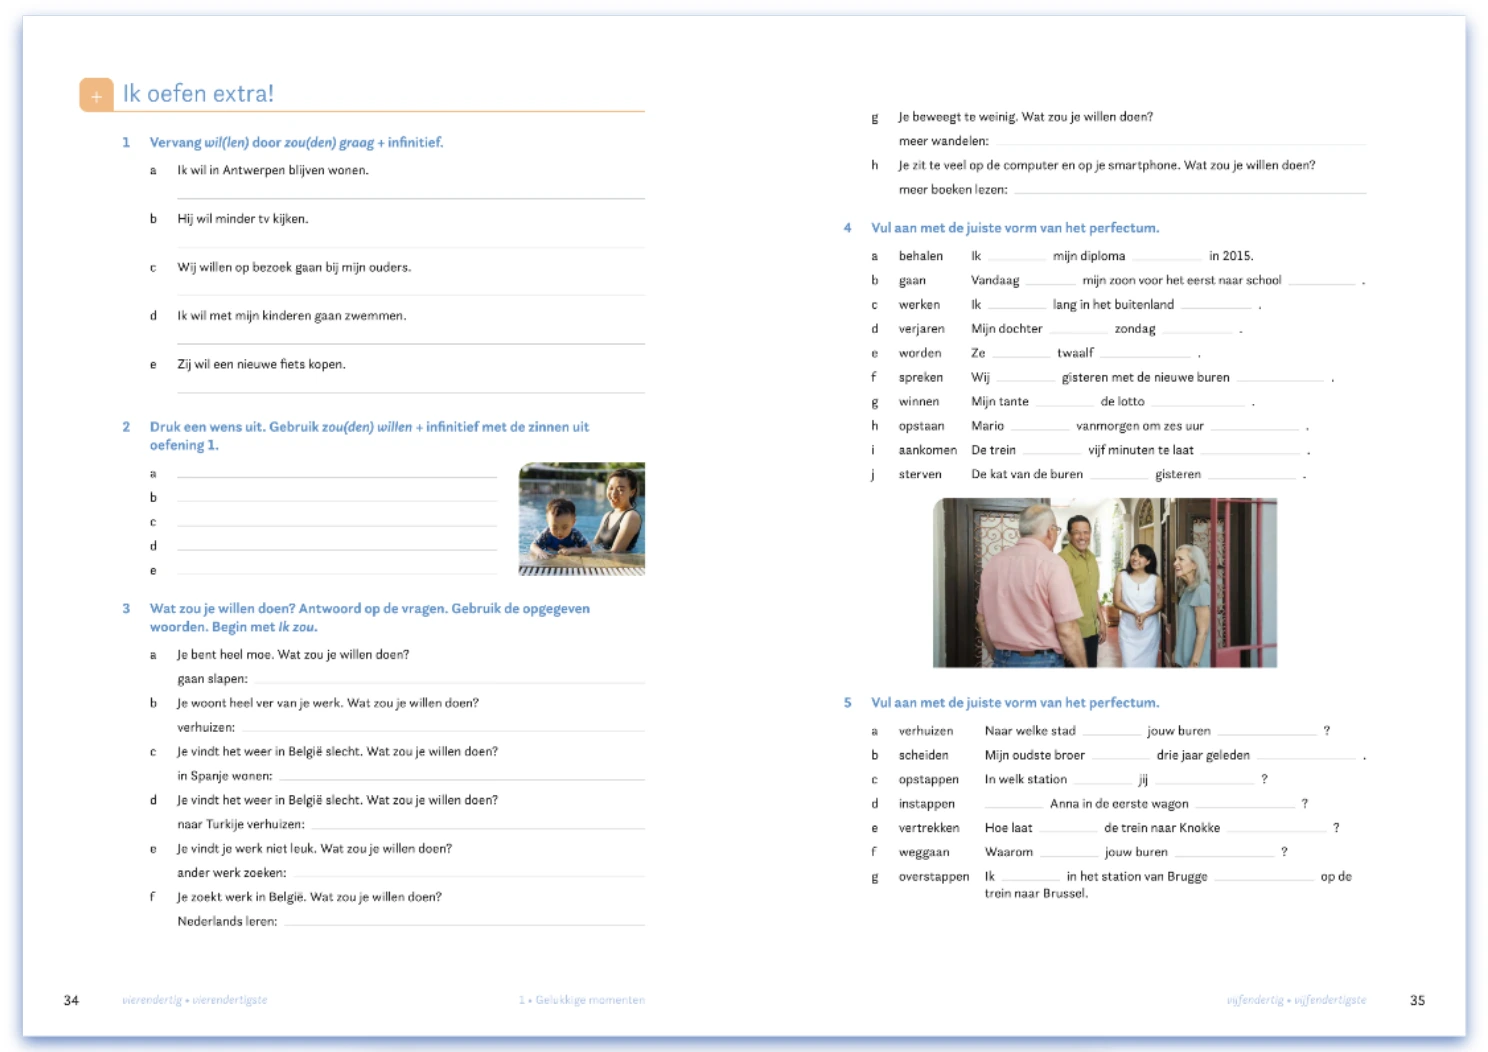 + Ik oefen extra!
1 Vervang wil(len) door zou(den) graag + infinitief.
a Ik wil in Antwerpen blijven wonen.
b Hij wil minder tv kijken.
c Wij willen op bezoek gaan bij mijn ouders.
d Ik wil met mijn kinderen gaan zwemmen.
e Zij wil een nieuwe fiets kopen.
2 Druk een wens uit. Gebruik zou(den) willen + infinitief met de zinnen uit
oefening 1.
a
b
c
d
e
3 Wat zou je willen doen? Antwoord op de vragen. Gebruik de opgegeven
woorden. Begin met Ik zou.
a Je bent heel moe. Wat zou je willen doen?
gaan slapen:
b Je woont heel ver van je werk. Wat zou je willen doen?
verhuizen:
c Je vindt het weer in België slecht. Wat zou je willen doen?
in Spanje wonen:
d Je vindt het weer in België slecht. Wat zou je willen doen?
naar Turkije verhuizen:
e Je vindt je werk niet leuk. Wat zou je willen doen?
ander werk zoeken:
f Je zoekt werk in België. Wat zou je willen doen?
Nederlands leren:
34 vierendertig • vierendertigste 1 • Gelukkige momenten
g Je beweegt te weinig. Wat zou je willen doen?
meer wandelen:
h Je zit te veel op de computer en op je smartphone. Wat zou je willen doen?
meer boeken lezen:
4 Vul aan met de juiste vorm van het perfectum.
a behalen Ik mijn diploma in 2015.
b gaan Vandaag mijn zoon voor het eerst naar school .
c werken Ik lang in het buitenland .
d verjaren Mijn dochter zondag .
e worden Ze twaalf .
f spreken Wij gisteren met de nieuwe buren .
g winnen Mijn tante de lotto .
h opstaan Mario vanmorgen om zes uur .
i aankomen De trein vijf minuten te laat .
j sterven De kat van de buren gisteren .
5 Vul aan met de juiste vorm van het perfectum.
a verhuizen Naar welke stad jouw buren ?
b scheiden Mijn oudste broer drie jaar geleden .
c opstappen In welk station jij ?
d instappen Anna in de eerste wagon ?
e vertrekken Hoe laat de trein naar Knokke ?
f weggaan Waarom jouw buren ?
g overstappen Ik in het station van Brugge op de
trein naar Brussel.
vijfendertig • vijfendertigste 35